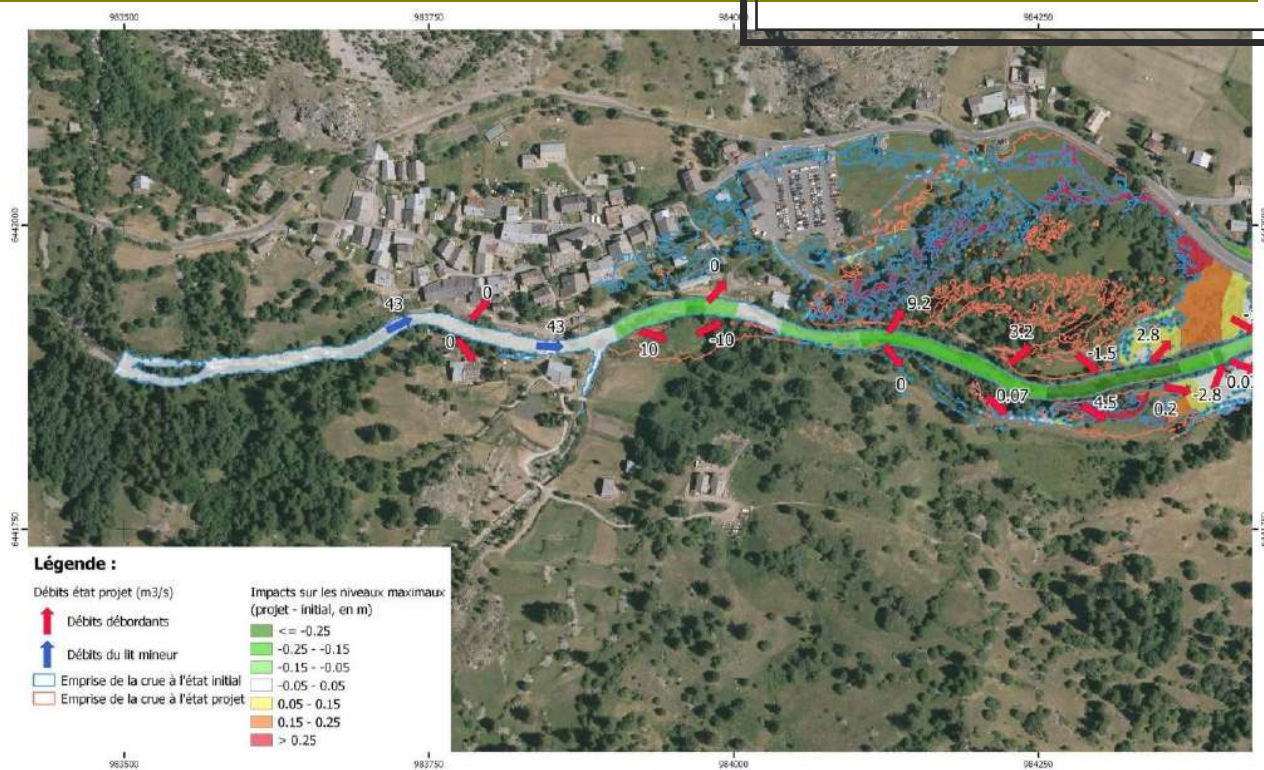 983500
983750
984000
984250
6442000
43
0
0
43
0
10
-10
9.2
0
3.2
-1.5
2.8
0.07
4.5
0.2
-2.8
6441750
Légende :
Débits état projet (m3/s)
Débits débordants
Débits du lit mineur
Emprise de la crue à l'état initial
Emprise de la crue à l'état projet
Impacts sur les niveaux maximaux
(projet - initial, en m)
<= -0.25
-0.25 - -0.15
-0.15 - -0.05
-0.05 - 0.05
0.05 - 0.15
0.15 - 0.25
> 0.25
983500
983750
984000
984250